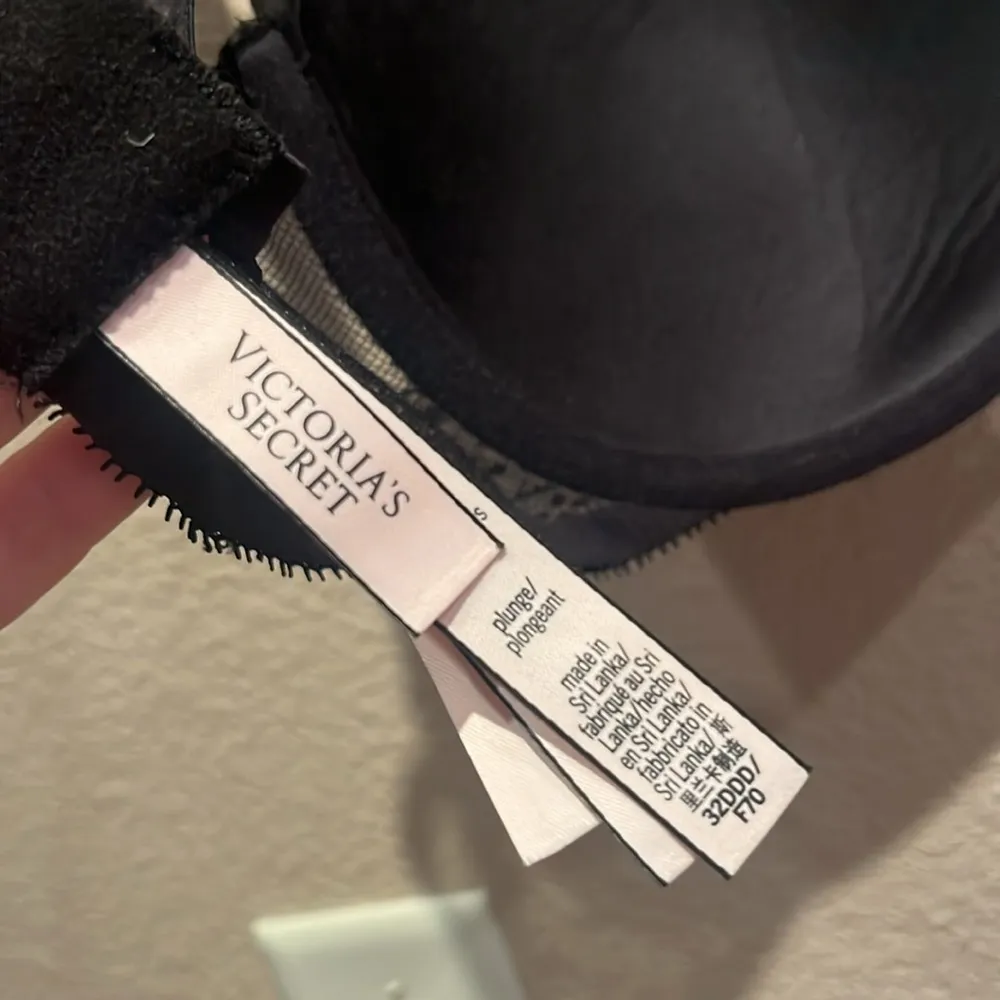 VICTORIA'S
SECRET
s
plunge/
plongeant
made in
Sri Lanka/
fabriqué au Sri
Lanka/hecho
en Sri Lanka/
fabbricato in
Sri Lanka/ 斯
里兰卡制造
32DDD/
F70